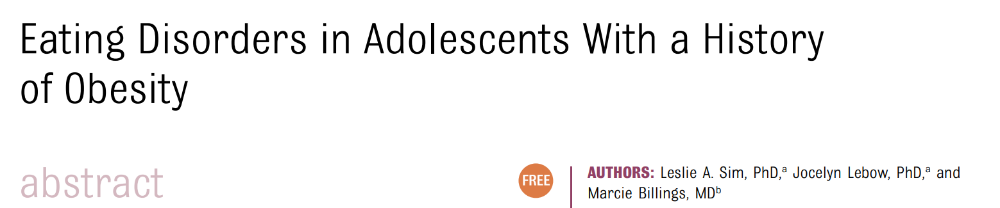 Eating Disorders in Adolescents With a History
of Obesity
abstract
FREE
AUTHORS: Leslie A. Sim, PhD,ᵃ Jocelyn Lebow, PhD,ᵃ and
Marcie Billings, MDᵇ